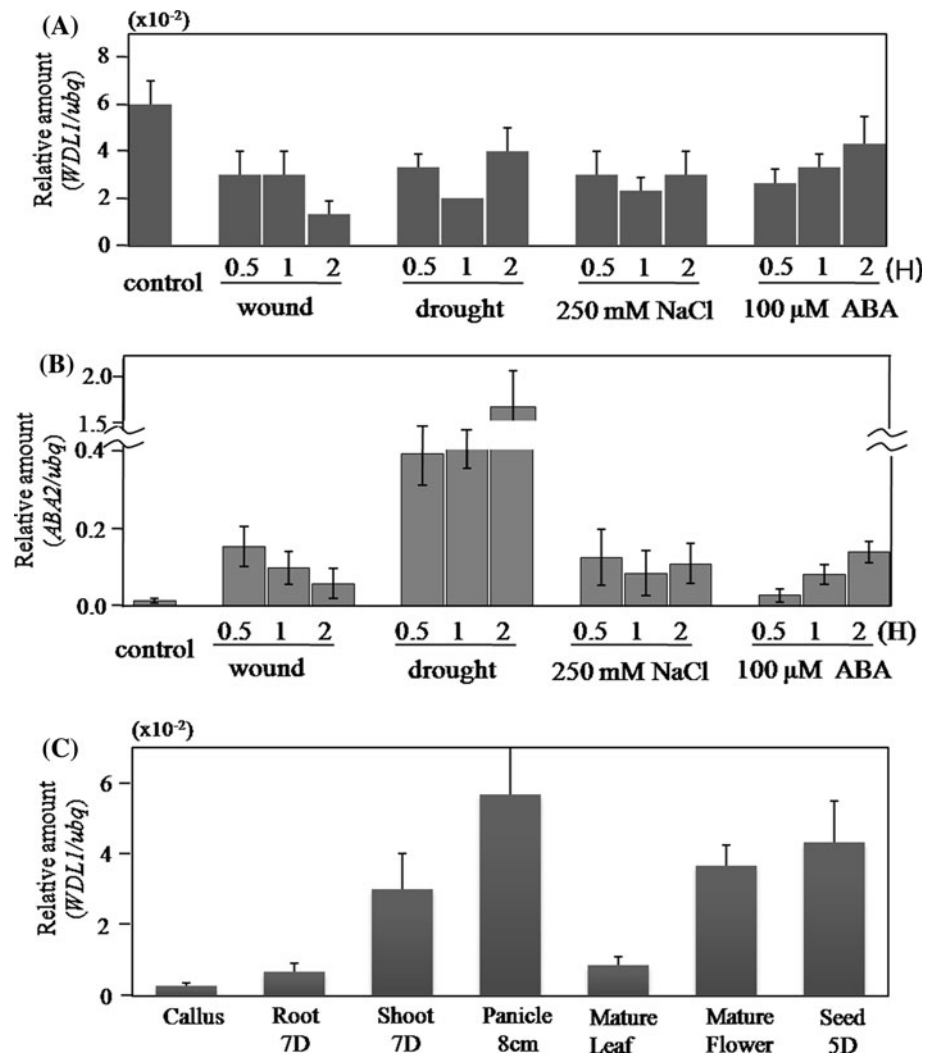 (A)
(x10-2)
Relative amount
(WDL1/ubq)
8
6
4
2
0
control
0.5 1 2 0.5 1 2 0.5 1 2 0.5 1 2 (H)
wound drought 250 mM NaCl 100 µM ABA
(B)
Relative amount
(ABA2/ubq)
2.0
1.5
0.4
0.2
0.0
control
0.5 1 2 0.5 1 2 0.5 1 2 0.5 1 2 (H)
wound drought 250 mM NaCl 100 µM ABA
(C)
(x10-2)
Relative amount
(WDL1/ubq)
6
4
2
0
Callus Root Shoot Panicle Mature Mature Seed
7D 7D 8cm Leaf Flower 5D